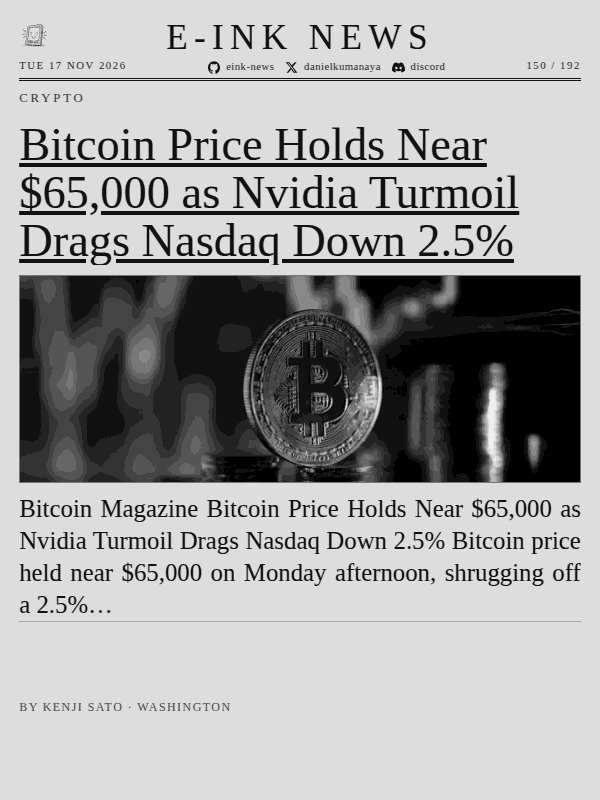 E-INK NEWS
TUE 17 NOV 2026
eink-news danielkumanaya discord
150 / 192
CRYPTO
Bitcoin Price Holds Near
$65,000 as Nvidia Turmoil
Drags Nasdaq Down 2.5%
Bitcoin Magazine Bitcoin Price Holds Near $65,000 as
Nvidia Turmoil Drags Nasdaq Down 2.5% Bitcoin price
held near $65,000 on Monday afternoon, shrugging off
a 2.5%…
BY KENJI SATO · WASHINGTON